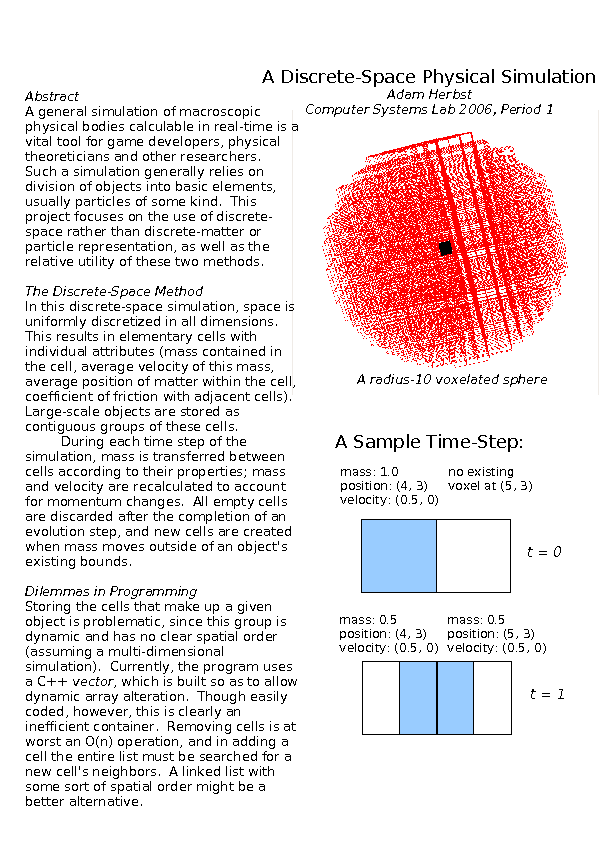 A Discrete-Space Physical Simulation
Adam Herbst
Computer Systems Lab 2006, Period 1
Abstract
A general simulation of macroscopic
physical bodies calculable in real-time is a
vital tool for game developers, physical
theoreticians and other researchers.
Such a simulation generally relies on
division of objects into basic elements,
usually particles of some kind.  This
project focuses on the use of discrete-
space rather than discrete-matter or
particle representation, as well as the
relative utility of these two methods.
The Discrete-Space Method
In this discrete-space simulation, space is
uniformly discretized in all dimensions.
This results in elementary cells with
individual attributes (mass contained in
the cell, average velocity of this mass,
average position of matter within the cell,
coefficient of friction with adjacent cells).
Large-scale objects are stored as
contiguous groups of these cells.
During each time step of the
simulation, mass is transferred between
cells according to their properties; mass
and velocity are recalculated to account
for momentum changes.  All empty cells
are discarded after the completion of an
evolution step, and new cells are created
when mass moves outside of an object's
existing bounds.
Dilemmas in Programming
Storing the cells that make up a given
object is problematic, since this group is
dynamic and has no clear spatial order
(assuming a multi-dimensional
simulation).  Currently, the program uses
a C++ vector, which is built so as to allow
dynamic array alteration.  Though easily
coded, however, this is clearly an
inefficient container.  Removing cells is at
worst an O(n) operation, and in adding a
cell the entire list must be searched for a
new cell's neighbors.  A linked list with
some sort of spatial order might be a
better alternative.
A radius-10 voxelated sphere
A Sample Time-Step:
mass: 1.0
position: (4, 3)
velocity: (0.5, 0)
no existing
voxel at (5, 3)
t = 0
mass: 0.5
position: (4, 3)
velocity: (0.5, 0)
mass: 0.5
position: (5, 3)
velocity: (0.5, 0)
t = 1